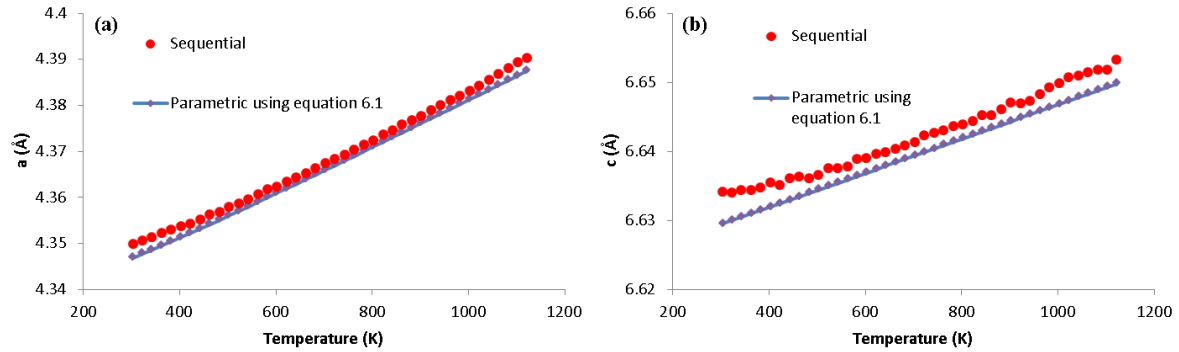 (a)
Sequential
Parametric using equation 6.1
4.4
4.39
4.38
4.37
4.36
4.35
4.34
a (Å)
200
400
600
800
1000
1200
Temperature (K)
(b)
Sequential
Parametric using
equation 6.1
6.66
6.65
6.64
6.63
6.62
c (Å)
200
400
600
800
1000
1200
Temperature (K)